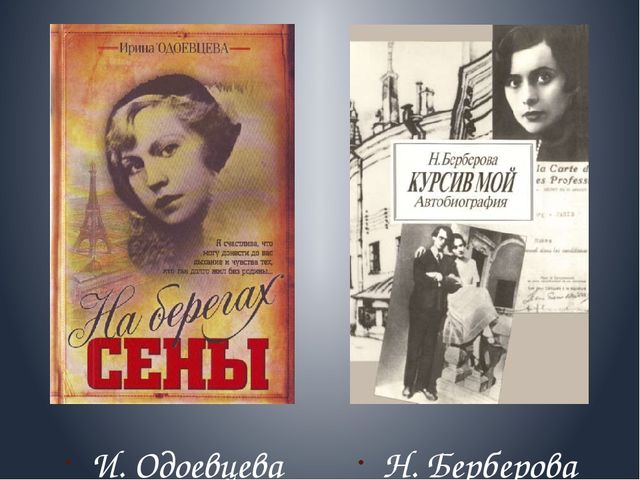 Ирина ОДОЕВЦЕВА
Я счастлива, что
могу донести до вас
дыхание и чувства тех,
кто так долго жил без родины...
На берегах
СЕНЫ
Н. Берберова
КУРСИВ МОЙ
Автобиография
la Carte d
es Profess
• И. Одоевцева
• Н. Берберова